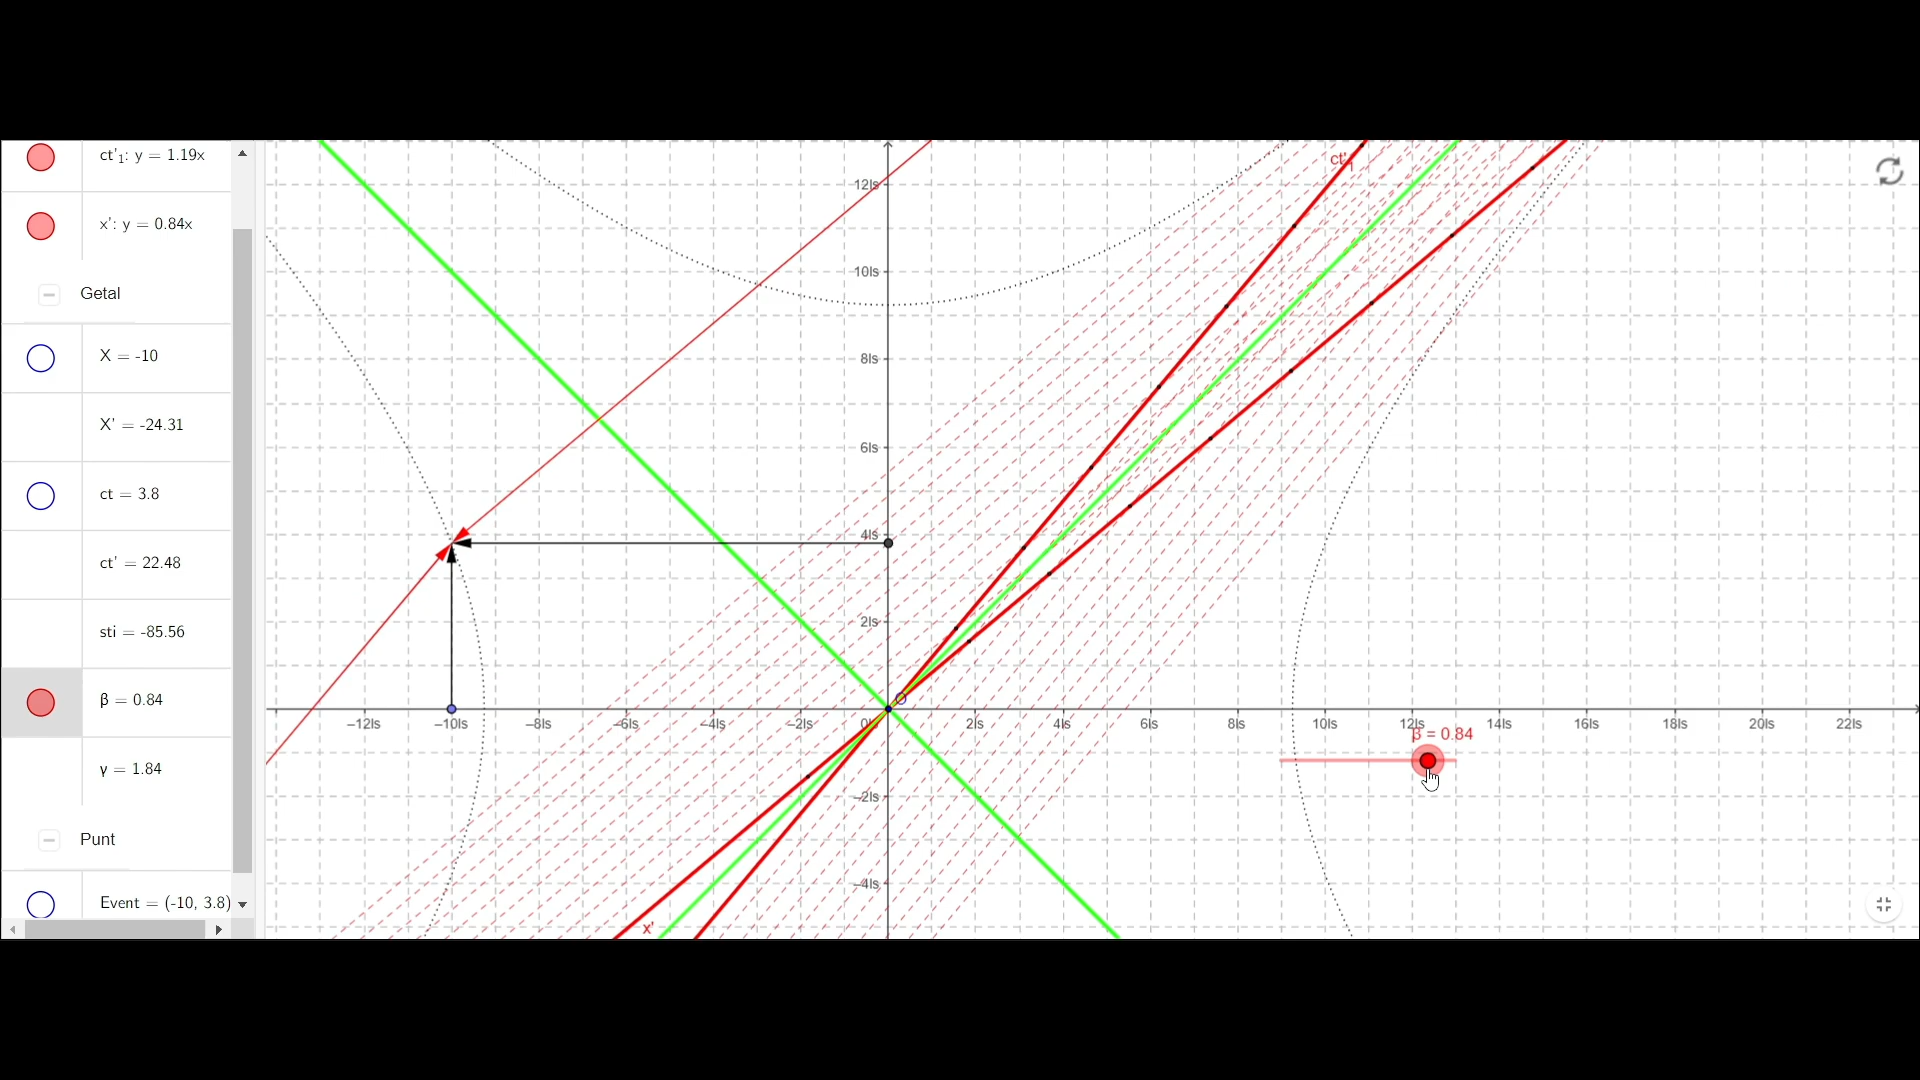 ct'₁: y = 1.19x
x': y = 0.84x
Getal
X = -10
X' = -24.31
ct = 3.8
ct' = 22.48
sti = -85.56
β = 0.84
γ = 1.84
Punt
Event = (-10, 3.8)
ct'₁
12ls
10ls
8ls
6ls
4ls
2ls
–12ls –10ls –8ls –6ls –4ls –2ls 0ls 2ls 4ls 6ls 8ls 10ls 12ls 14ls 16ls 18ls 20ls 22ls
β = 0.84
–2ls
–4ls
x'